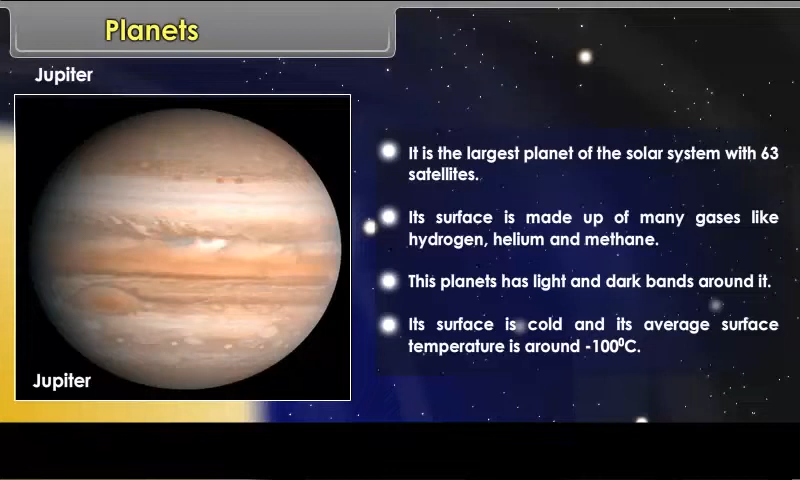 Planets
Jupiter
Jupiter
It is the largest planet of the solar system with 63
satellites.
Its surface is made up of many gases like
hydrogen, helium and methane.
This planets has light and dark bands around it.
Its surface is cold and its average surface
temperature is around -100⁰C.